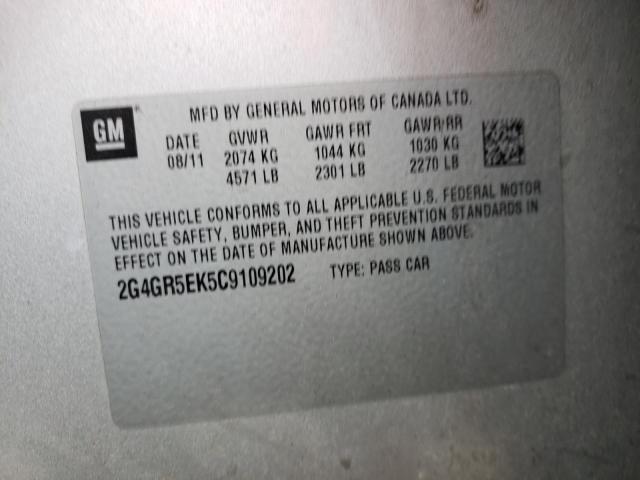 MFD BY GENERAL MOTORS OF CANADA LTD.
GM
DATE GVWR GAWR FRT GAWR RR
08/11 2074 KG 1044 KG 1030 KG
4571 LB 2301 LB 2270 LB
THIS VEHICLE CONFORMS TO ALL APPLICABLE U.S. FEDERAL MOTOR
VEHICLE SAFETY, BUMPER, AND THEFT PREVENTION STANDARDS IN
EFFECT ON THE DATE OF MANUFACTURE SHOWN ABOVE.
2G4GR5EK5C9109202 TYPE: PASS CAR